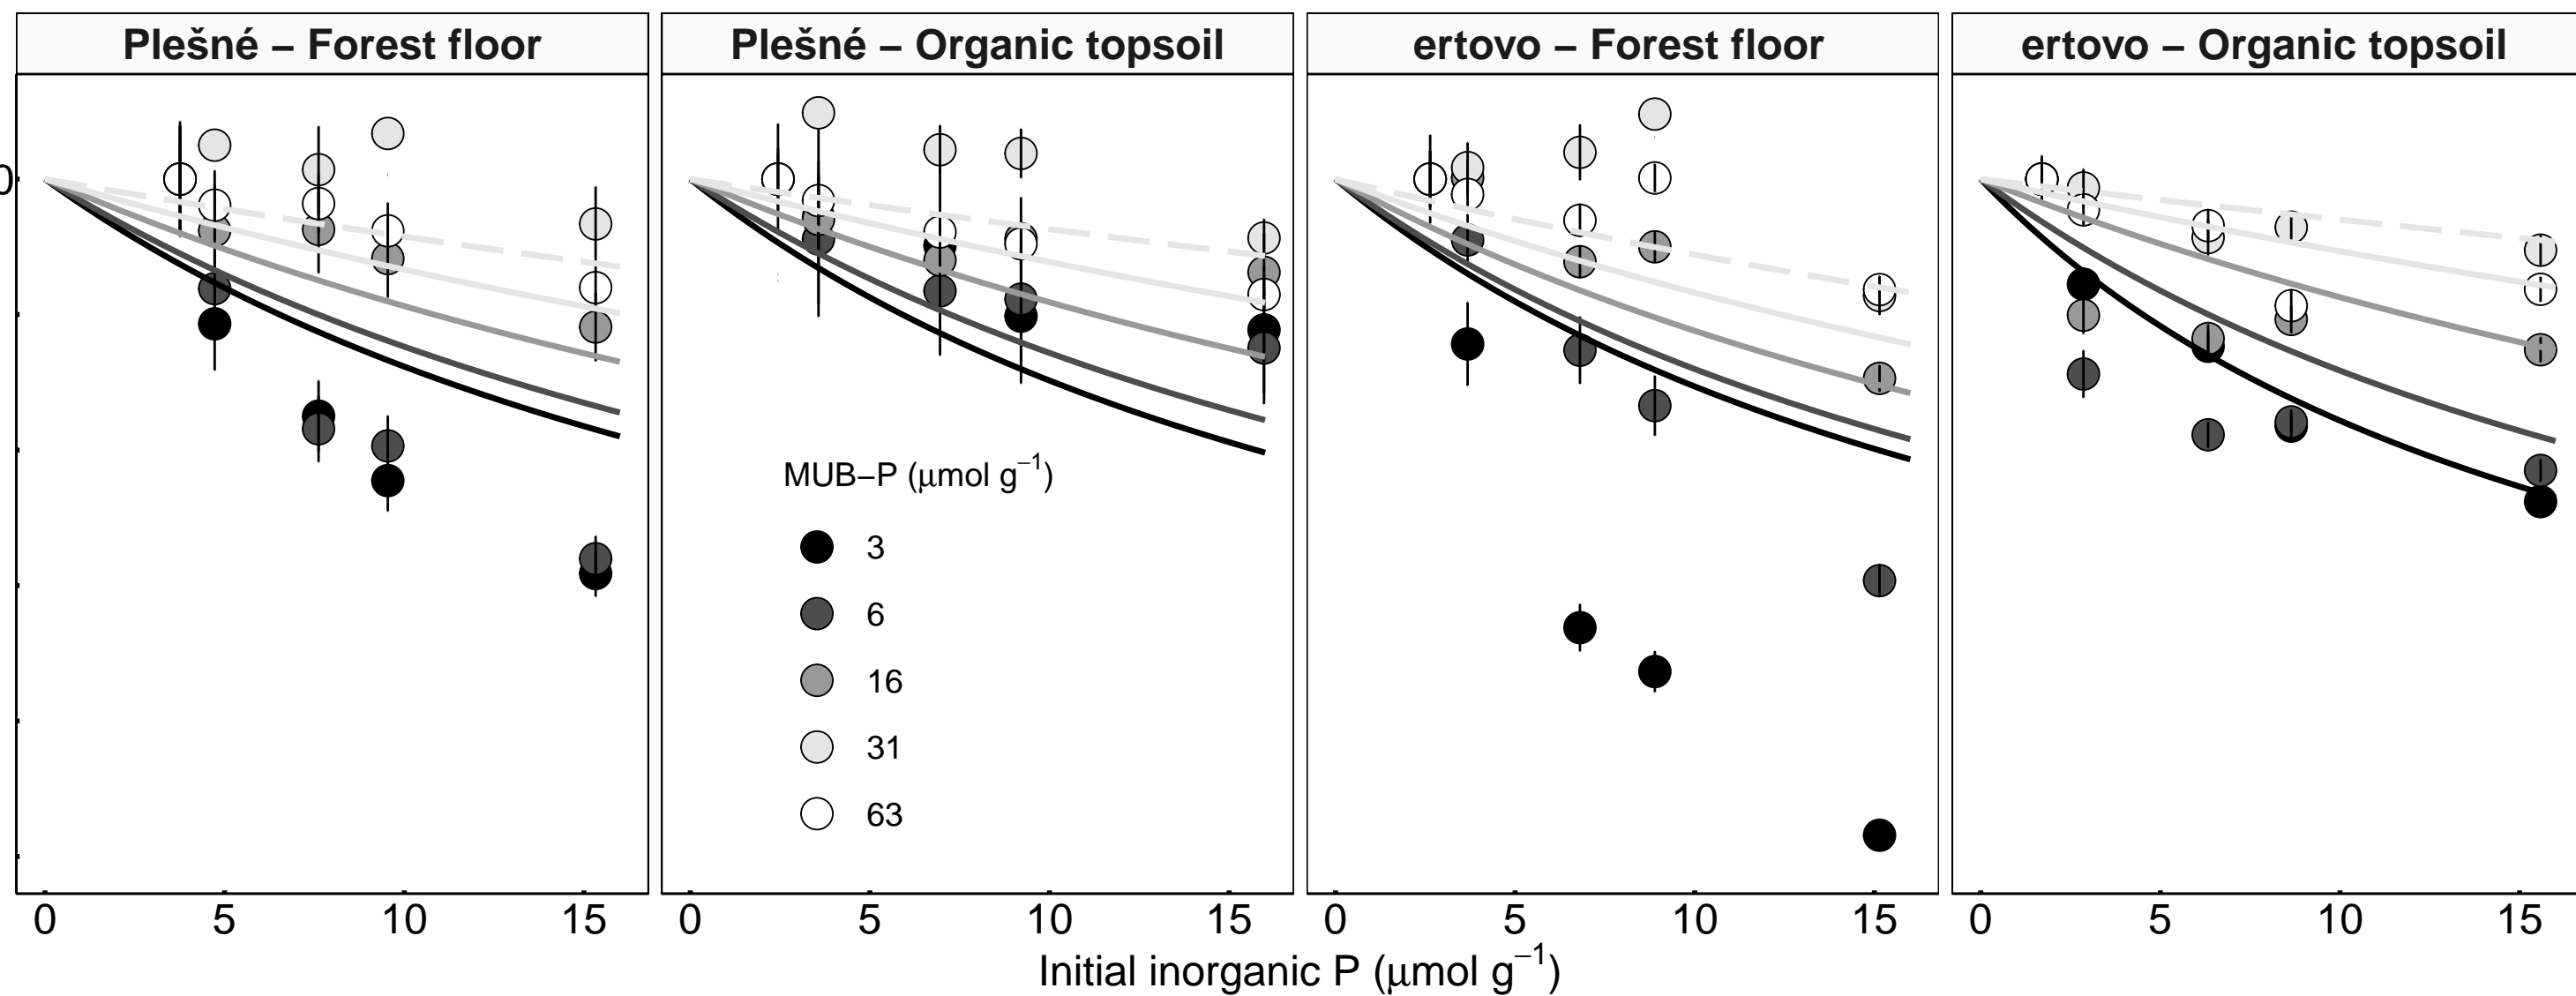 Plešné – Forest floor
Plešné – Organic topsoil
ertovo – Forest floor
ertovo – Organic topsoil
0
MUB–P (μmol g⁻¹)
3
6
16
31
63
0 5 10 15
0 5 10 15
0 5 10 15
0 5 10 15
Initial inorganic P (μmol g⁻¹)